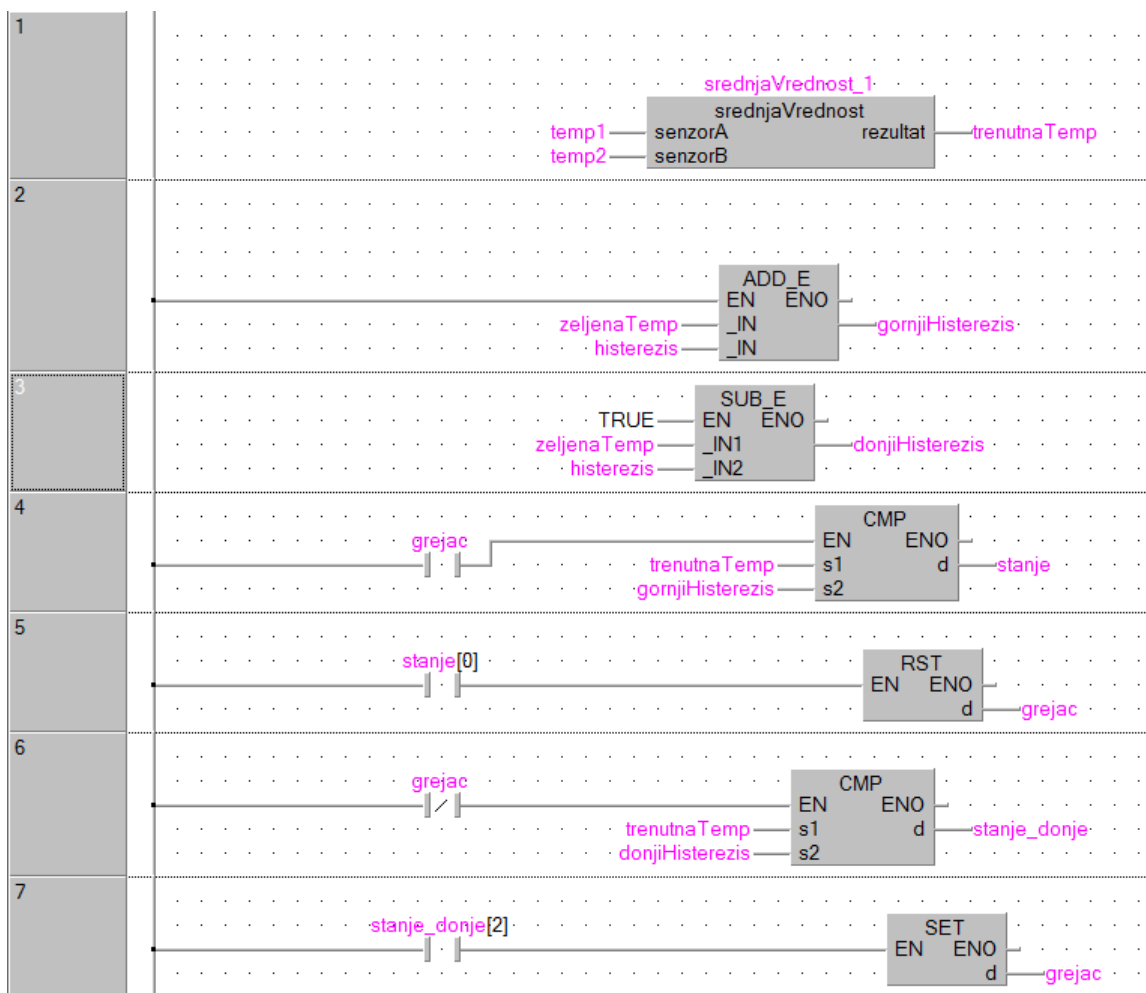 1
srednjaVrednost_1
srednjaVrednost
temp1 senzorA rezultat trenutnaTemp
temp2 senzorB
2
ADD_E
EN ENO
zeljenaTemp _IN gornjiHisterezis
histerezis _IN
3
SUB_E
TRUE EN ENO
zeljenaTemp _IN1 donjiHisterezis
histerezis _IN2
4
CMP
grejac EN ENO
trenutnaTemp s1 d stanje
gornjiHisterezis s2
5
stanje[0] RST
EN ENO
d grejac
6
grejac CMP
EN ENO
trenutnaTemp s1 d stanje_donje
donjiHisterezis s2
7
stanje_donje[2] SET
EN ENO
d grejac